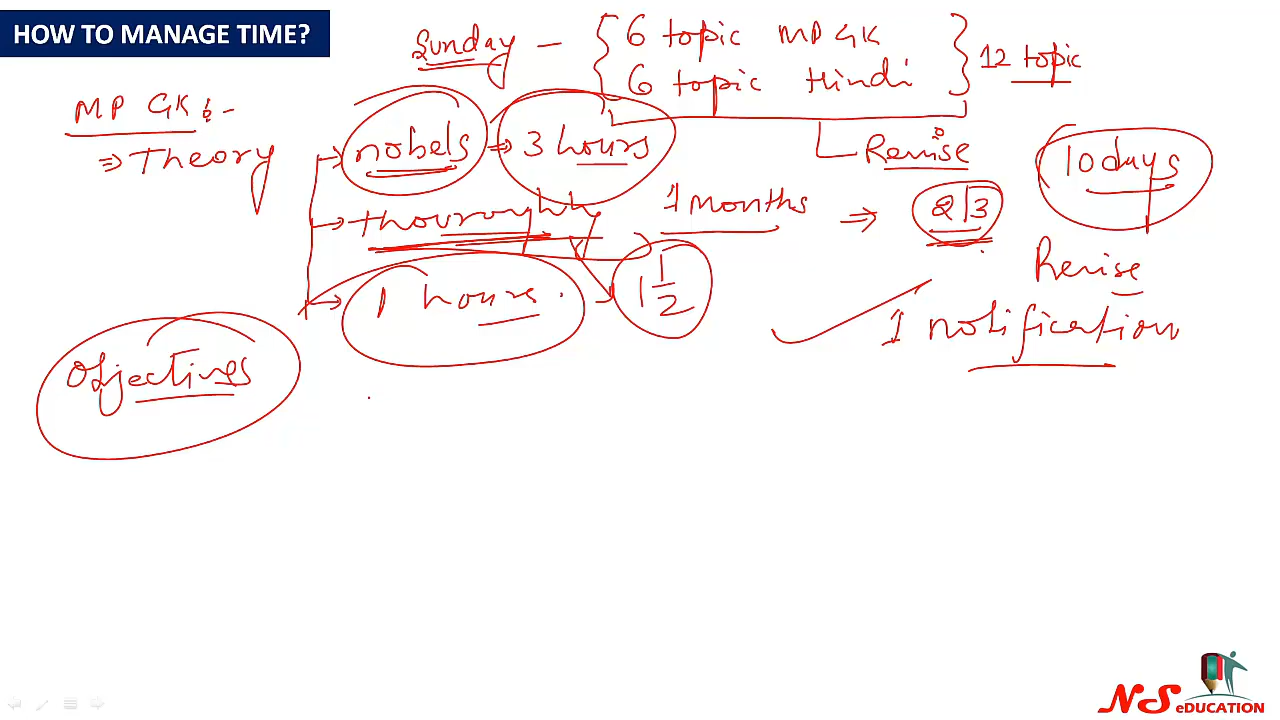 HOW TO MANAGE TIME?
Sunday - { 6 topic MP GK
6 topic Hindi } 12 topic
MP GK :-
⇒ Theory
→ nobels ⇒ 3 hours
Revise
10 days
→ thouroughly
1 months ⇒ 2/3
Revise
→ 1 hours. → 1 1/2
1 notification
Objectives
NS eDUCATION